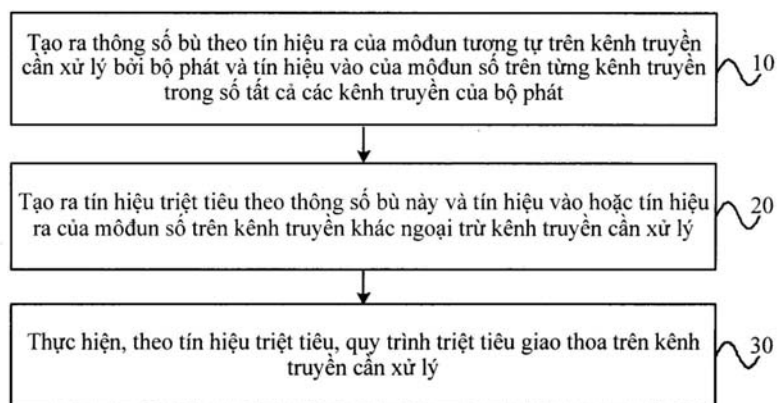 Tạo ra thông số bù theo tín hiệu ra của môđun tương tự trên kênh truyền
cần xử lý bởi bộ phát và tín hiệu vào của môđun số trên từng kênh truyền
trong số tất cả các kênh truyền của bộ phát
10
Tạo ra tín hiệu triệt tiêu theo thông số bù này và tín hiệu vào hoặc tín hiệu
ra của môđun số trên kênh truyền khác ngoại trừ kênh truyền cần xử lý
20
Thực hiện, theo tín hiệu triệt tiêu, quy trình triệt tiêu giao thoa trên kênh
truyền cần xử lý
30